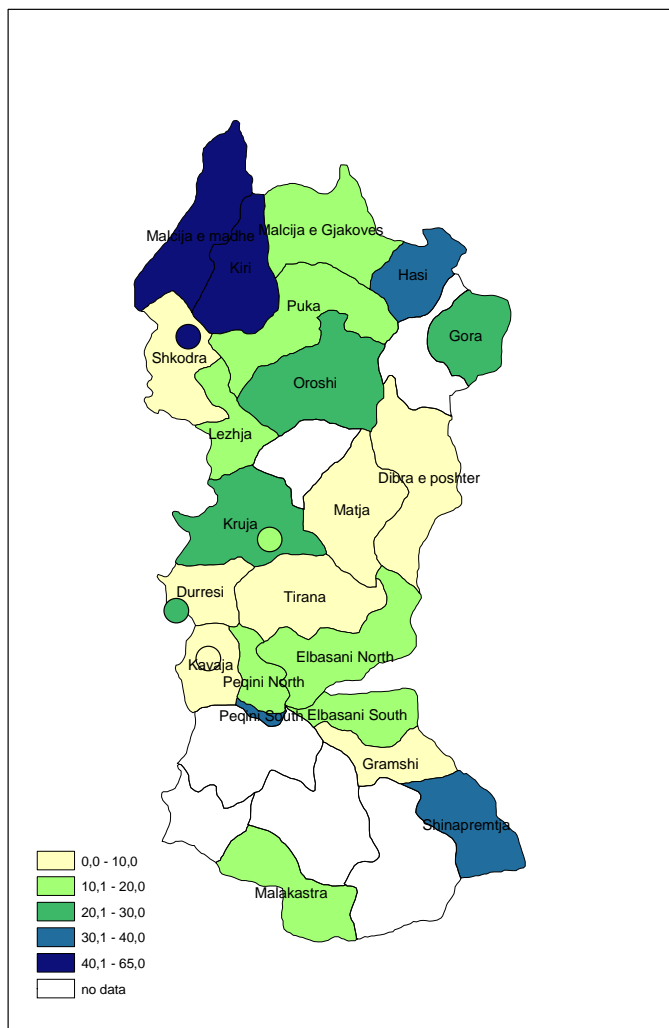 Malcija e madhe
Malcija e Gjakoves
Kiri
Hasi
Puka
Gora
Shkodra
Oroshi
Lezhja
Dibra e poshter
Matja
Kruja
Durresi
Tirana
Elbasani North
Kavaja
Peqini North
Peqini South
Elbasani South
Gramshi
Shinapremtja
Malakastra
0,0 - 10,0
10,1 - 20,0
20,1 - 30,0
30,1 - 40,0
40,1 - 65,0
no data